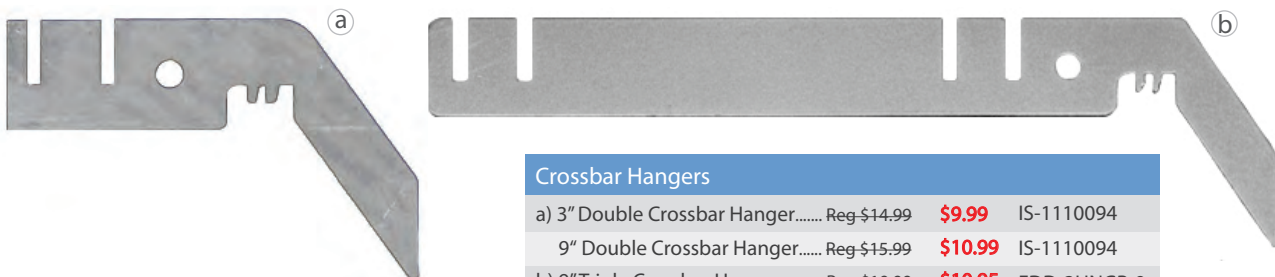 a
b
Crossbar Hangers
a) 3" Double Crossbar Hanger....... Reg $14.99 $9.99 IS-1110094
9" Double Crossbar Hanger...... Reg $15.99 $10.99 IS-1110094